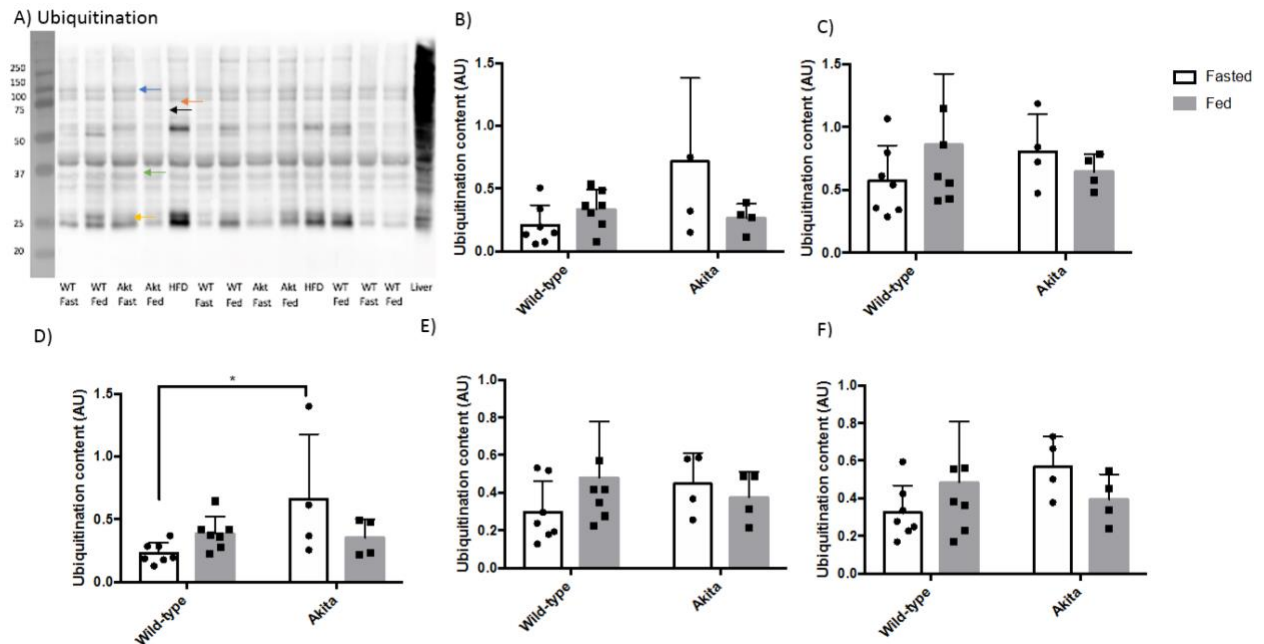 A) Ubiquitination
250
150
100
75
50
37
25
20
WT Fast
WT Fed
Akt Fast
Akt Fed
HFD
WT Fast
WT Fed
Akt Fast
Akt Fed
HFD
WT Fed
WT Fast
WT Fed
Liver
B)
Ubiquitination content (AU)
1.5
1.0
0.5
0.0
Wild-type
Akita
C)
Ubiquitination content (AU)
1.5
1.0
0.5
0.0
Wild-type
Akita
Fasted
Fed
D)
Ubiquitination content (AU)
1.5
1.0
0.5
0.0
*
Wild-type
Akita
E)
Ubiquitination content (AU)
1.0
0.8
0.6
0.4
0.2
0.0
Wild-type
Akita
F)
Ubiquitination content (AU)
1.0
0.8
0.6
0.4
0.2
0.0
Wild-type
Akita